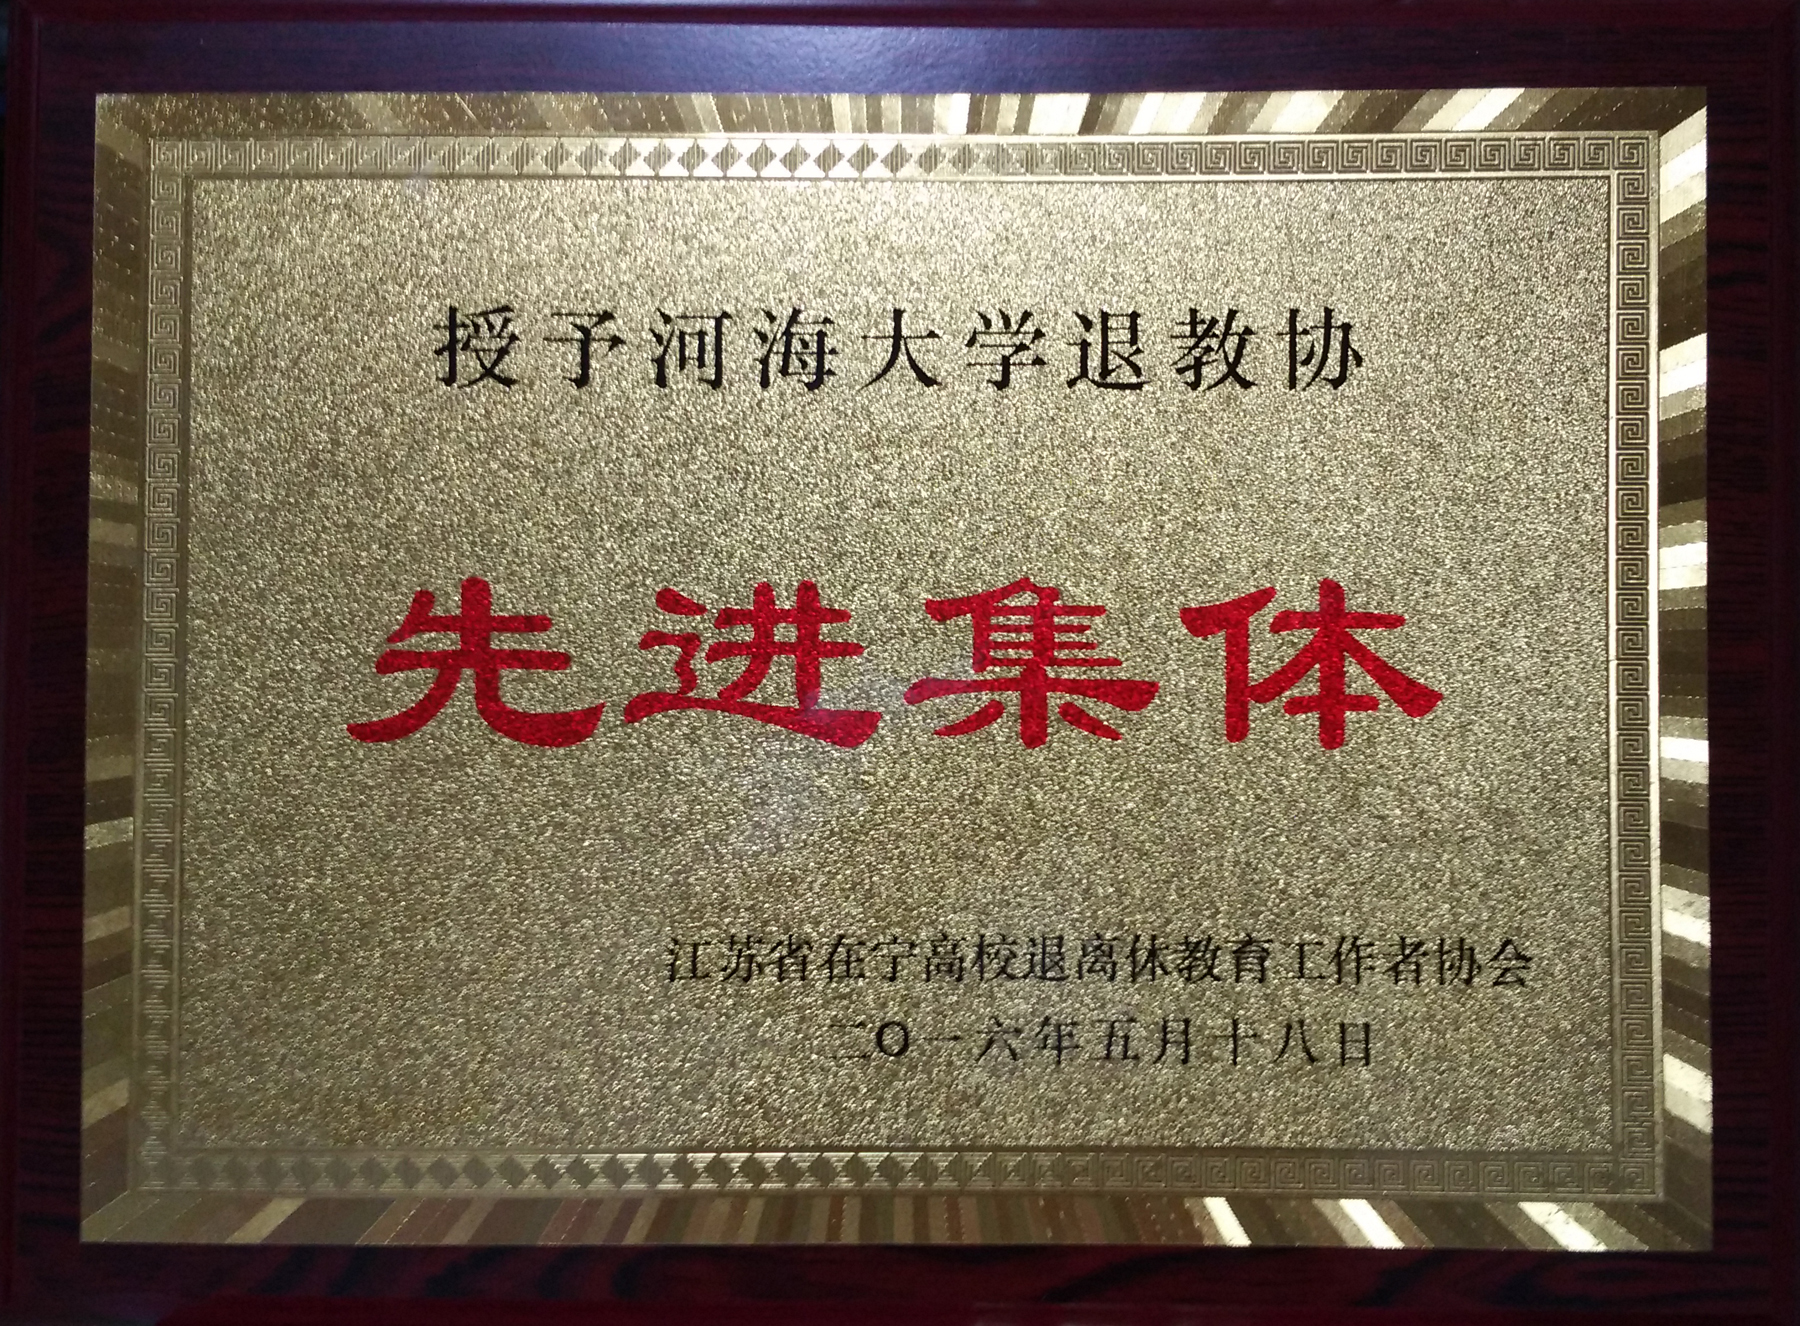 授予河海大学退教协
先进集体
江苏省在宁高校退离休教育工作者协会
二〇一六年五月十八日